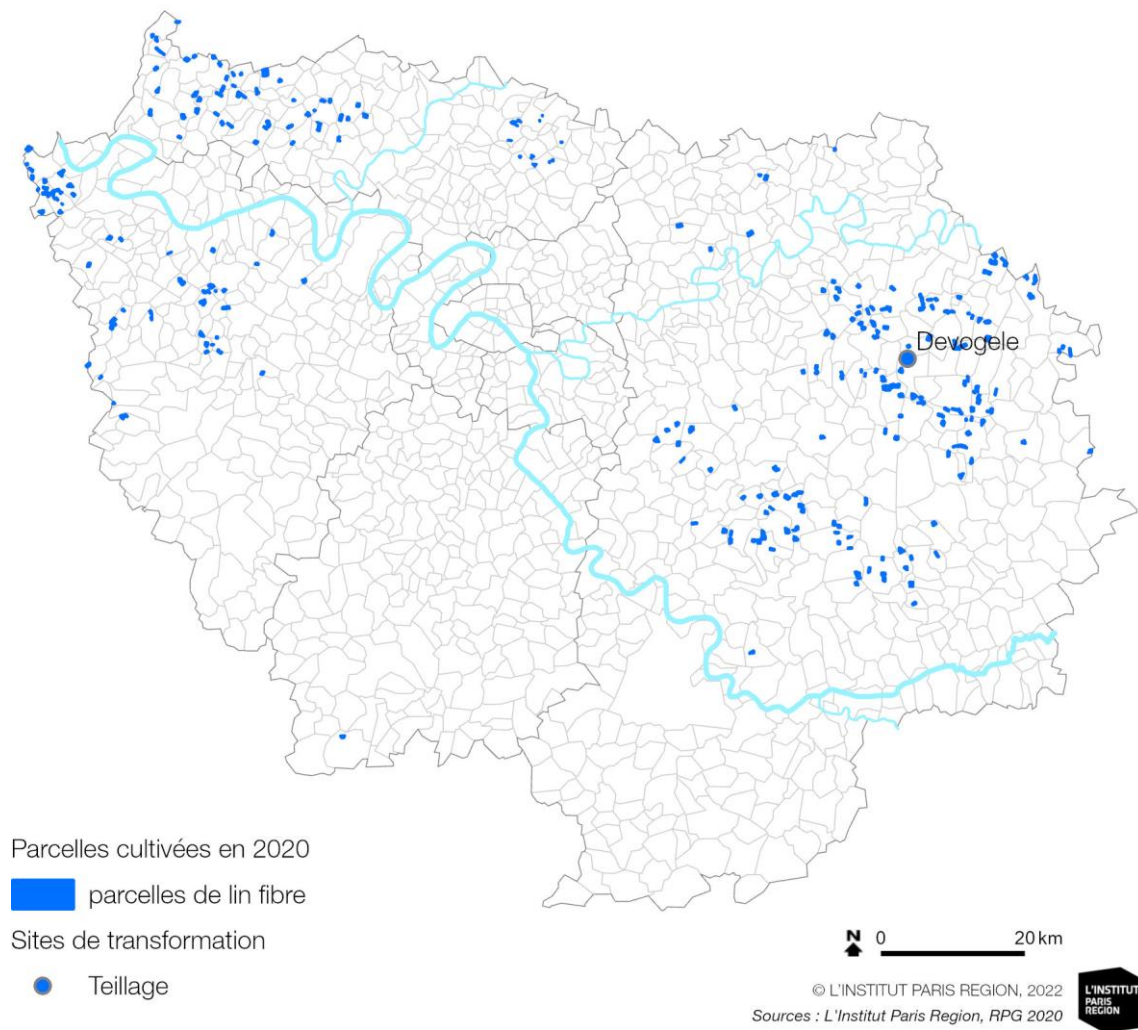 Devogele
Parcelles cultivées en 2020
parcelles de lin fibre
Sites de transformation
Teillage
N 0 20 km
© L'INSTITUT PARIS REGION, 2022
Sources : L'Institut Paris Region, RPG 2020
L'INSTITUT
PARIS
REGION